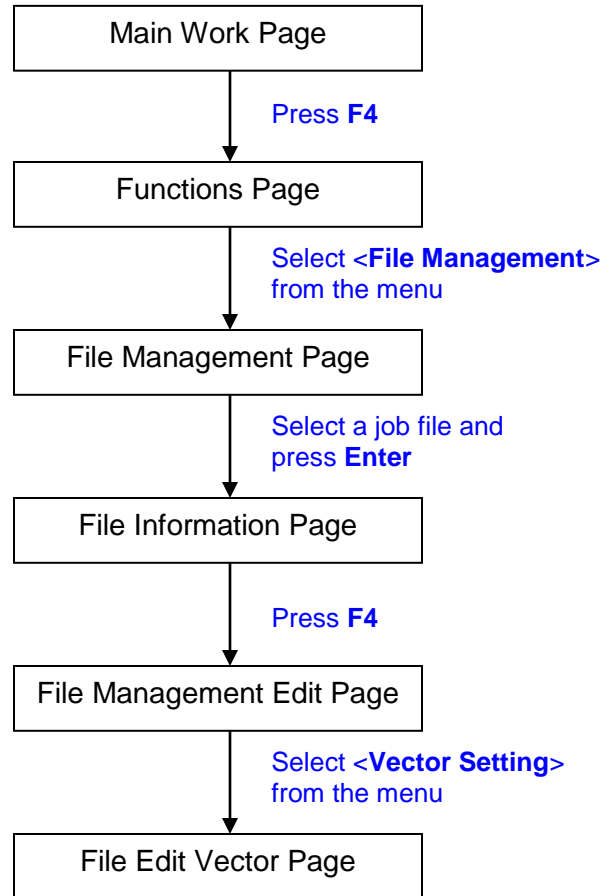 Main Work Page
Press F4
Functions Page
Select <File Management>
from the menu
File Management Page
Select a job file and
press Enter
File Information Page
Press F4
File Management Edit Page
Select <Vector Setting>
from the menu
File Edit Vector Page